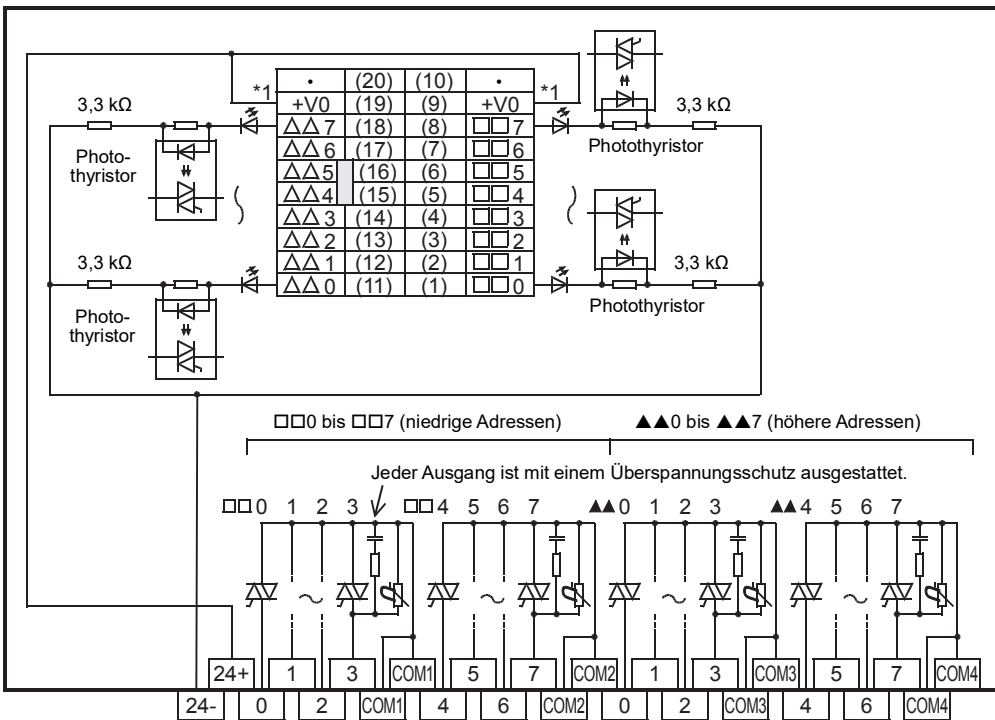 *1 • (20) (10) • *1
+V0 (19) (9) +V0
3,3 kΩ △△7 (18) (8) □□7 3,3 kΩ
Photo-
thyristor
Photothyristor
△△6 (17) (7) □□6
△△5 (16) (6) □□5
△△4 (15) (5) □□4
△△3 (14) (4) □□3
△△2 (13) (3) □□2
3,3 kΩ △△1 (12) (2) □□1 3,3 kΩ
△△0 (11) (1) □□0
Photo-
thyristor
Photothyristor
□□0 bis □□7 (niedrige Adressen) ▲▲0 bis ▲▲7 (höhere Adressen)
Jeder Ausgang ist mit einem Überspannungsschutz ausgestattet.
□□0 1 2 3 □□4 5 6 7 ▲▲0 1 2 3 ▲▲4 5 6 7
24+ 1 3 COM1 5 7 COM2 1 3 COM3 5 7 COM4
24- 0 2 COM1 4 6 COM2 0 2 COM3 4 6 COM4